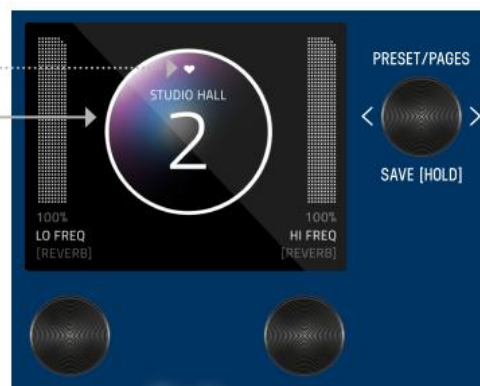 STUDIO HALL
2
100%
LO FREQ
[REVERB]
100%
HI FREQ
[REVERB]
PRESET/PAGES
< >
SAVE [HOLD]